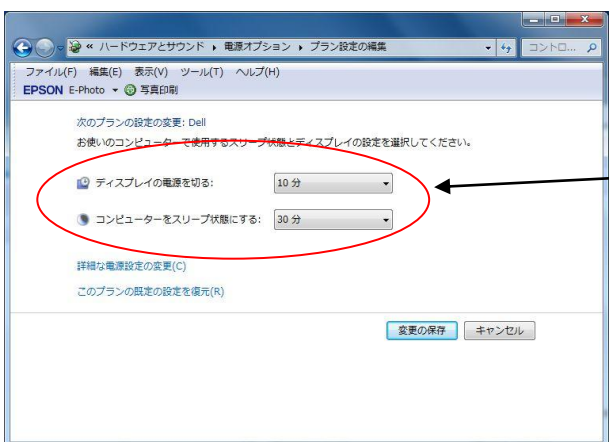 « ハードウェアとサウンド ▸ 電源オプション ▸ プラン設定の編集
コントロ...
ファイル(F) 編集(E) 表示(V) ツール(T) ヘルプ(H)
EPSON E-Photo 写真印刷
次のプランの設定の変更: Dell
お使いのコンピューターで使用するスリープ状態とディスプレイの設定を選択してください。
ディスプレイの電源を切る: 10 分
コンピューターをスリープ状態にする: 30 分
詳細な電源設定の変更(C)
このプランの既定の設定を復元(R)
変更の保存 キャンセル